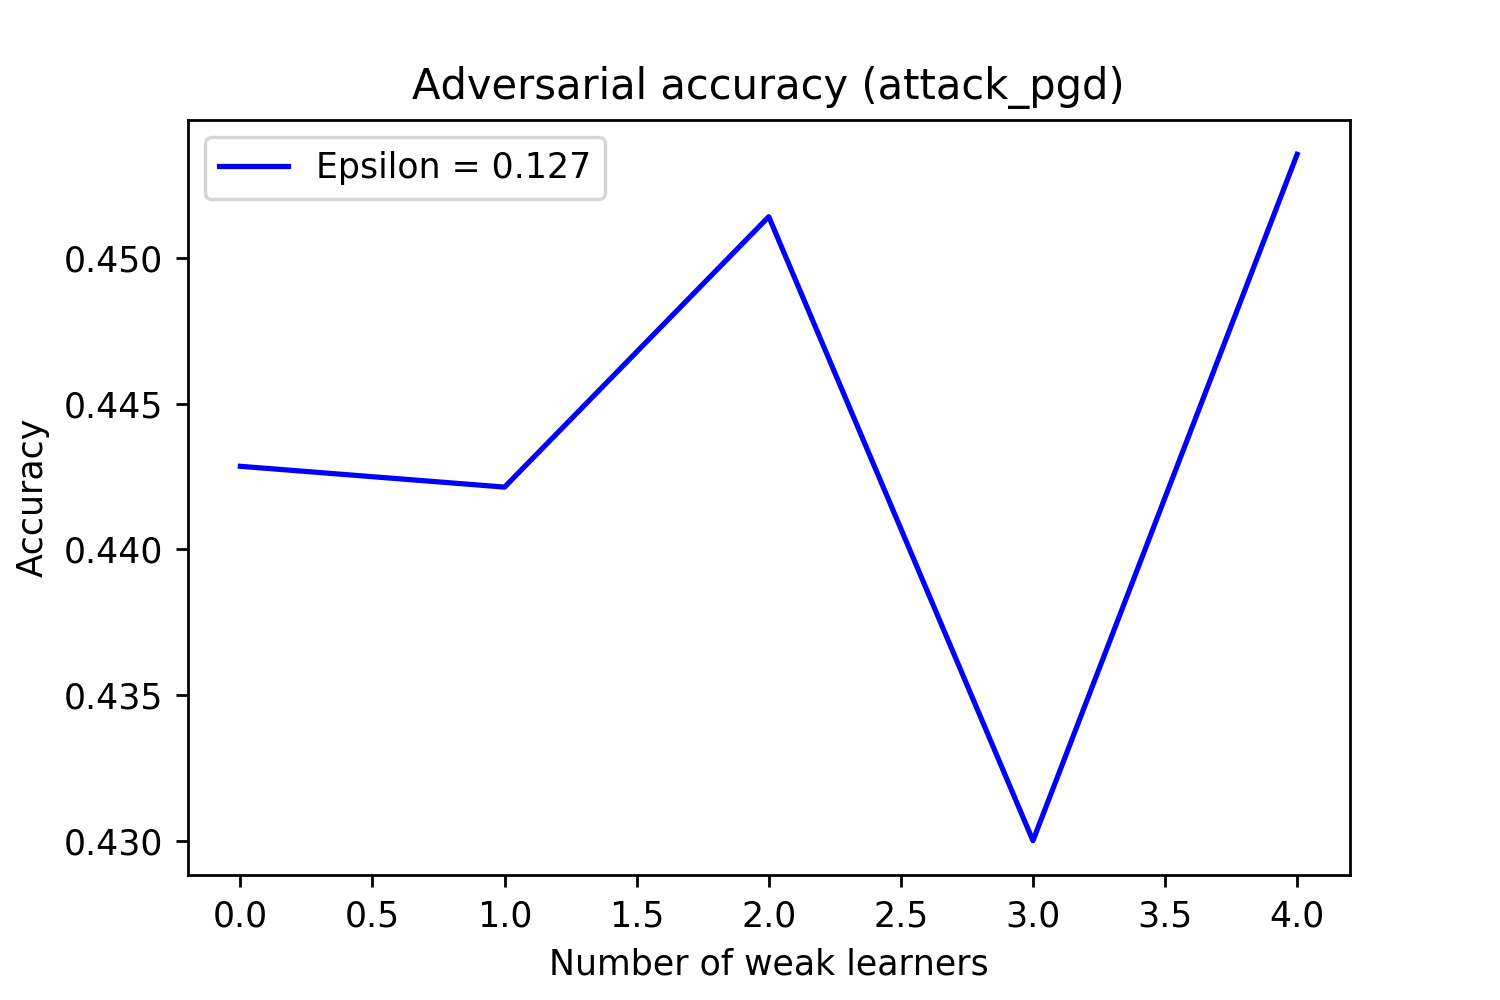 Adversarial accuracy (attack_pgd)
Epsilon = 0.127
0.450
0.445
0.440
0.435
0.430
Accuracy
0.0 0.5 1.0 1.5 2.0 2.5 3.0 3.5 4.0
Number of weak learners